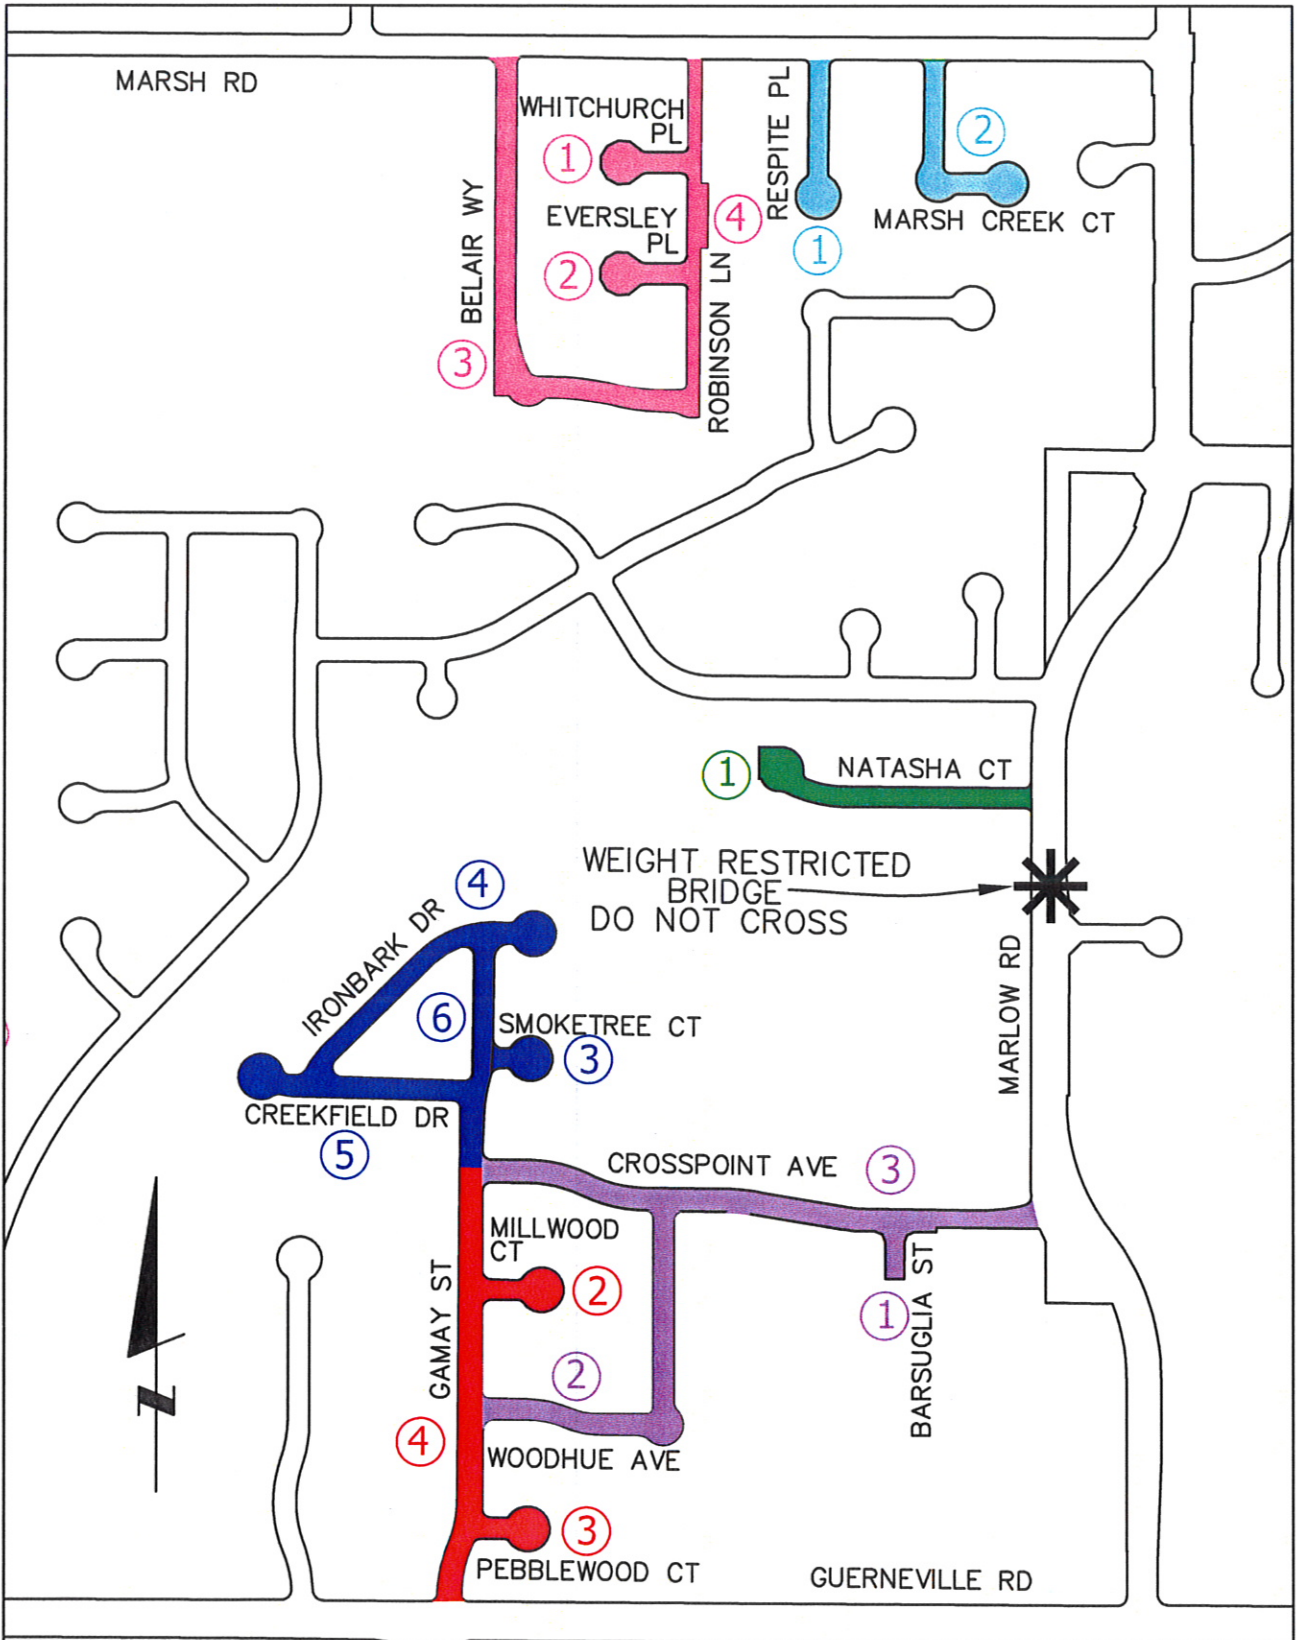 MARSH RD
WHITCHURCH
PL
1
EVERSLEY
PL
2
BELAIR WY
3
4
ROBINSON LN
RESPITE PL
1
2
MARSH CREEK CT
1
NATASHA CT
WEIGHT RESTRICTED
BRIDGE
DO NOT CROSS
MARLOW RD
4
IRONBARK DR
6
SMOKETREE CT
3
CREEKFIELD DR
5
CROSSPOINT AVE
3
MILLWOOD
CT
2
GAMAY ST
1
BARSUGLIA ST
2
4
WOODHUE AVE
3
PEBBLEWOOD CT
GUERNEVILLE RD
Z